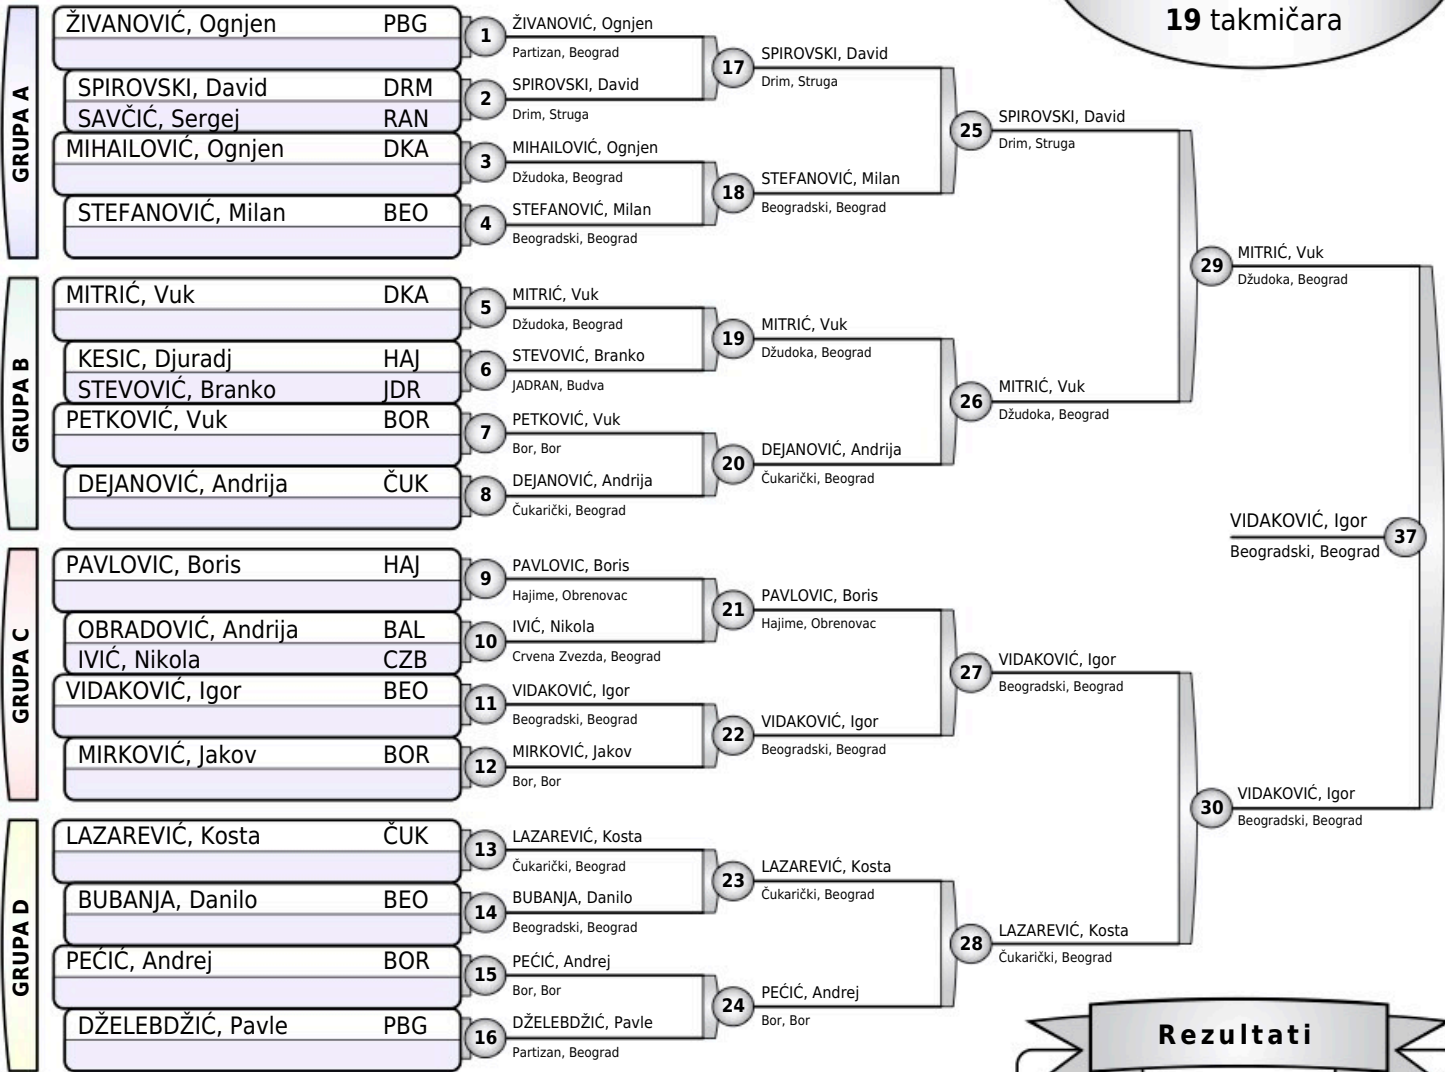 19 takmičara
GRUPA A
ŽIVANOVIĆ, Ognjen PBG
SPIROVSKI, David DRM
SAVČIĆ, Sergej RAN
MIHAILOVIĆ, Ognjen DKA
STEFANOVIĆ, Milan BEO
GRUPA B
MITRIĆ, Vuk DKA
KESIC, Djuradj HAJ
STEVOVIĆ, Branko JDR
PETKOVIĆ, Vuk BOR
DEJANOVIĆ, Andrija ČUK
GRUPA C
PAVLOVIC, Boris HAJ
OBRADOVIĆ, Andrija BAL
IVIĆ, Nikola CZB
VIDAKOVIĆ, Igor BEO
MIRKOVIĆ, Jakov BOR
GRUPA D
LAZAREVIĆ, Kosta ČUK
BUBANJA, Danilo BEO
PEĆIĆ, Andrej BOR
DŽELEBDŽIĆ, Pavle PBG
1 ŽIVANOVIĆ, Ognjen
Partizan, Beograd
2 SPIROVSKI, David
Drim, Struga
3 MIHAILOVIĆ, Ognjen
Džudoka, Beograd
4 STEFANOVIĆ, Milan
Beogradski, Beograd
5 MITRIĆ, Vuk
Džudoka, Beograd
6 STEVOVIĆ, Branko
JADRAN, Budva
7 PETKOVIĆ, Vuk
Bor, Bor
8 DEJANOVIĆ, Andrija
Čukarički, Beograd
9 PAVLOVIC, Boris
Hajime, Obrenovac
10 IVIĆ, Nikola
Crvena Zvezda, Beograd
11 VIDAKOVIĆ, Igor
Beogradski, Beograd
12 MIRKOVIĆ, Jakov
Bor, Bor
13 LAZAREVIĆ, Kosta
Čukarički, Beograd
14 BUBANJA, Danilo
Beogradski, Beograd
15 PEĆIĆ, Andrej
Bor, Bor
16 DŽELEBDŽIĆ, Pavle
Partizan, Beograd
17 SPIROVSKI, David
Drim, Struga
18 STEFANOVIĆ, Milan
Beogradski, Beograd
19 MITRIĆ, Vuk
Džudoka, Beograd
20 DEJANOVIĆ, Andrija
Čukarički, Beograd
21 PAVLOVIC, Boris
Hajime, Obrenovac
22 VIDAKOVIĆ, Igor
Beogradski, Beograd
23 LAZAREVIĆ, Kosta
Čukarički, Beograd
24 PEĆIĆ, Andrej
Bor, Bor
25 SPIROVSKI, David
Drim, Struga
26 MITRIĆ, Vuk
Džudoka, Beograd
27 VIDAKOVIĆ, Igor
Beogradski, Beograd
28 LAZAREVIĆ, Kosta
Čukarički, Beograd
29 MITRIĆ, Vuk
Džudoka, Beograd
30 VIDAKOVIĆ, Igor
Beogradski, Beograd
VIDAKOVIĆ, Igor 37
Beogradski, Beograd
Rezultati